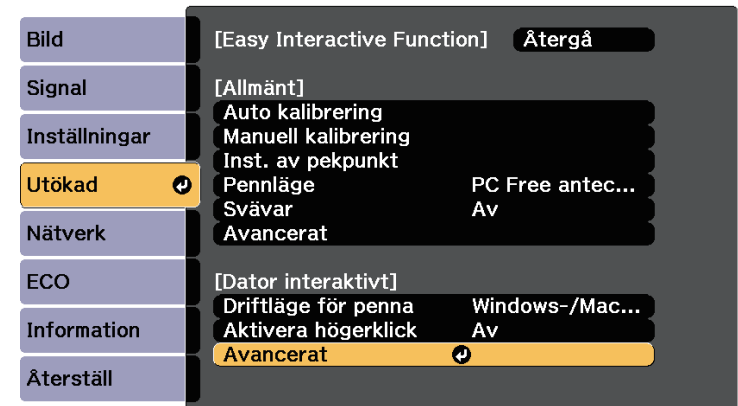 Bild
Signal
Inställningar
Utökad
Nätverk
ECO
Information
Återställ
[Easy Interactive Function] Återgå
[Allmänt]
Auto kalibrering
Manuell kalibrering
Inst. av pekpunkt
Pennläge PC Free antec...
Svävar Av
Avancerat
[Dator interaktivt]
Driftläge för penna Windows-/Mac...
Aktivera högerklick Av
Avancerat